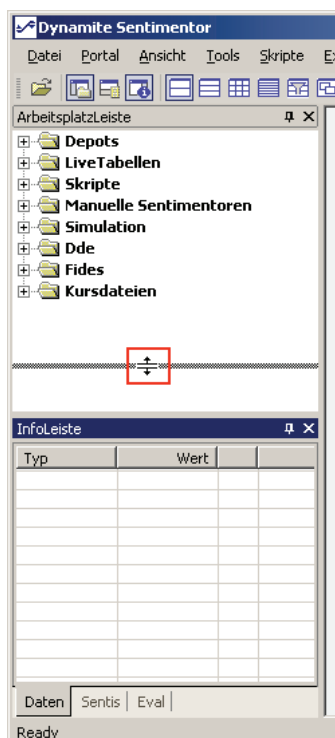 Dynamite Sentimentor
Datei Portal Ansicht Tools Skripte
ArbeitsplatzLeiste
Depots
LiveTabellen
Skripte
Manuelle Sentimentoren
Simulation
Dde
Fides
Kursdateien
InfoLeiste
Typ Wert
Daten Sentis Eval
Ready